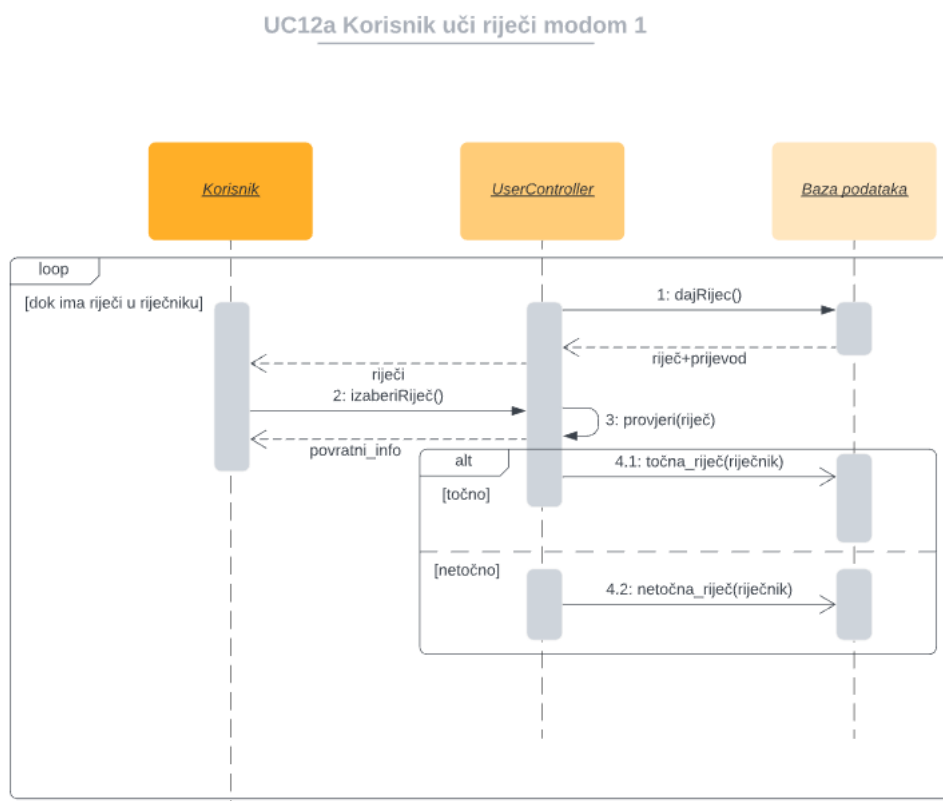 UC12a Korisnik uči riječi modom 1
Korisnik
UserController
Baza podataka
loop
[dok ima riječi u riječniku]
1: dajRijec()
riječ+prijevod
riječi
2: izaberiRiječ()
3: provjeri(riječ)
povratni_info
alt
4.1: točna_riječ(riječnik)
[točno]
[netočno]
4.2: netočna_riječ(riječnik)